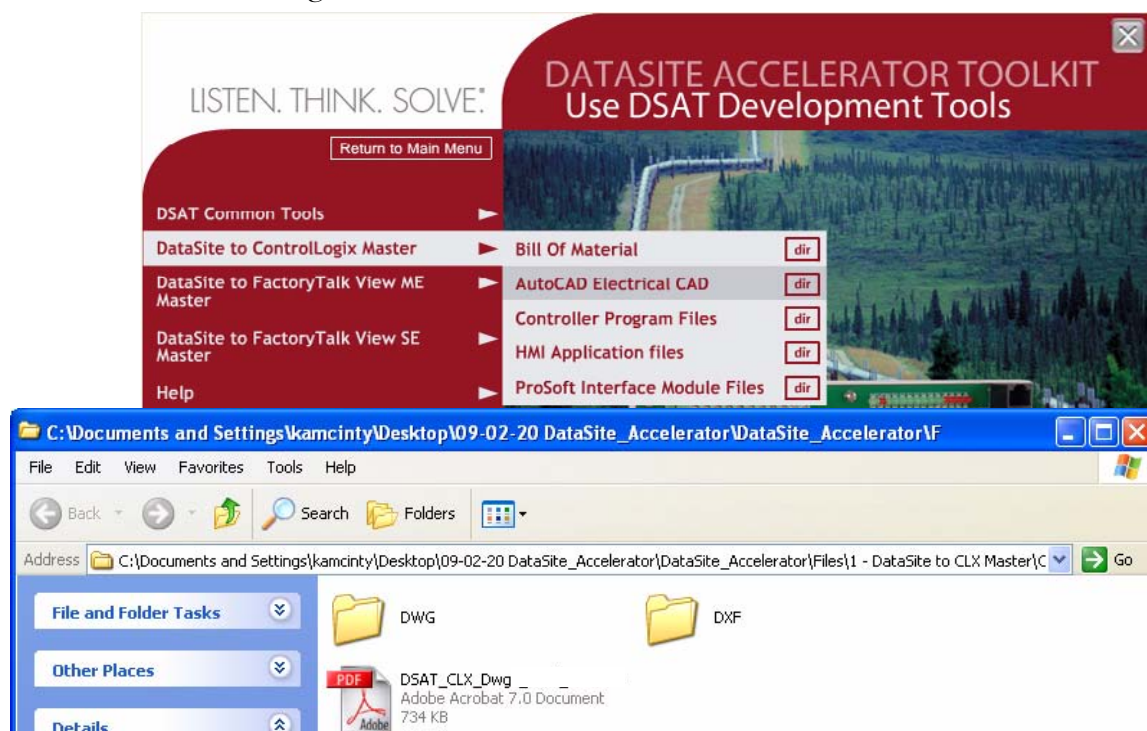 LISTEN. THINK. SOLVE.®
DATASITE ACCELERATOR TOOLKIT
Use DSAT Development Tools
Return to Main Menu
DSAT Common Tools
DataSite to ControlLogix Master
DataSite to FactoryTalk View ME
Master
DataSite to FactoryTalk View SE
Master
Help
Bill Of Material dir
AutoCAD Electrical CAD dir
Controller Program Files dir
HMI Application files dir
ProSoft Interface Module Files dir
C:\Documents and Settings\kamcinty\Desktop\09-02-20 DataSite_Accelerator\DataSite_Accelerator\F
File Edit View Favorites Tools Help
Back Search Folders
Address C:\Documents and Settings\kamcinty\Desktop\09-02-20 DataSite_Accelerator\DataSite_Accelerator\Files\1 - DataSite to CLX Master\C Go
File and Folder Tasks
Other Places
Details
DWG
DXF
PDF
Adobe
DSAT_CLX_Dwg _ _
Adobe Acrobat 7.0 Document
734 KB